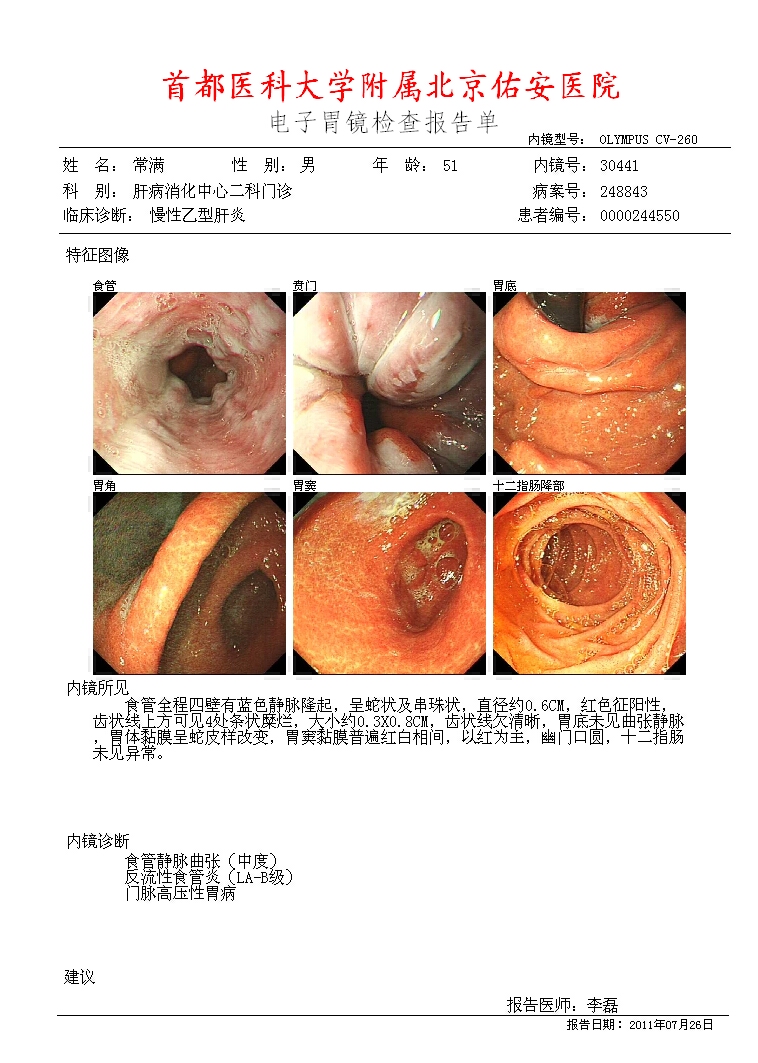 首都医科大学附属北京佑安医院
电子胃镜检查报告单
内镜型号： OLYMPUS CV-260
姓 名： 常满 性 别： 男 年 龄： 51 内镜号： 30441
科 别： 肝病消化中心二科门诊 病案号： 248843
临床诊断： 慢性乙型肝炎 患者编号： 0000244550
特征图像
食管 贲门 胃底
胃角 胃窦 十二指肠降部
内镜所见
食管全程四壁有蓝色静脉隆起，呈蛇状及串珠状，直径约0.6CM，红色征阳性，
齿状线上方可见4处条状糜烂，大小约0.3X0.8CM，齿状线欠清晰，胃底未见曲张静脉
，胃体黏膜呈蛇皮样改变，胃窦黏膜普遍红白相间，以红为主，幽门口圆，十二指肠
未见异常。
内镜诊断
食管静脉曲张（中度）
反流性食管炎（LA-B级）
门脉高压性胃病
建议
报告医师：李磊
报告日期：2011年07月26日